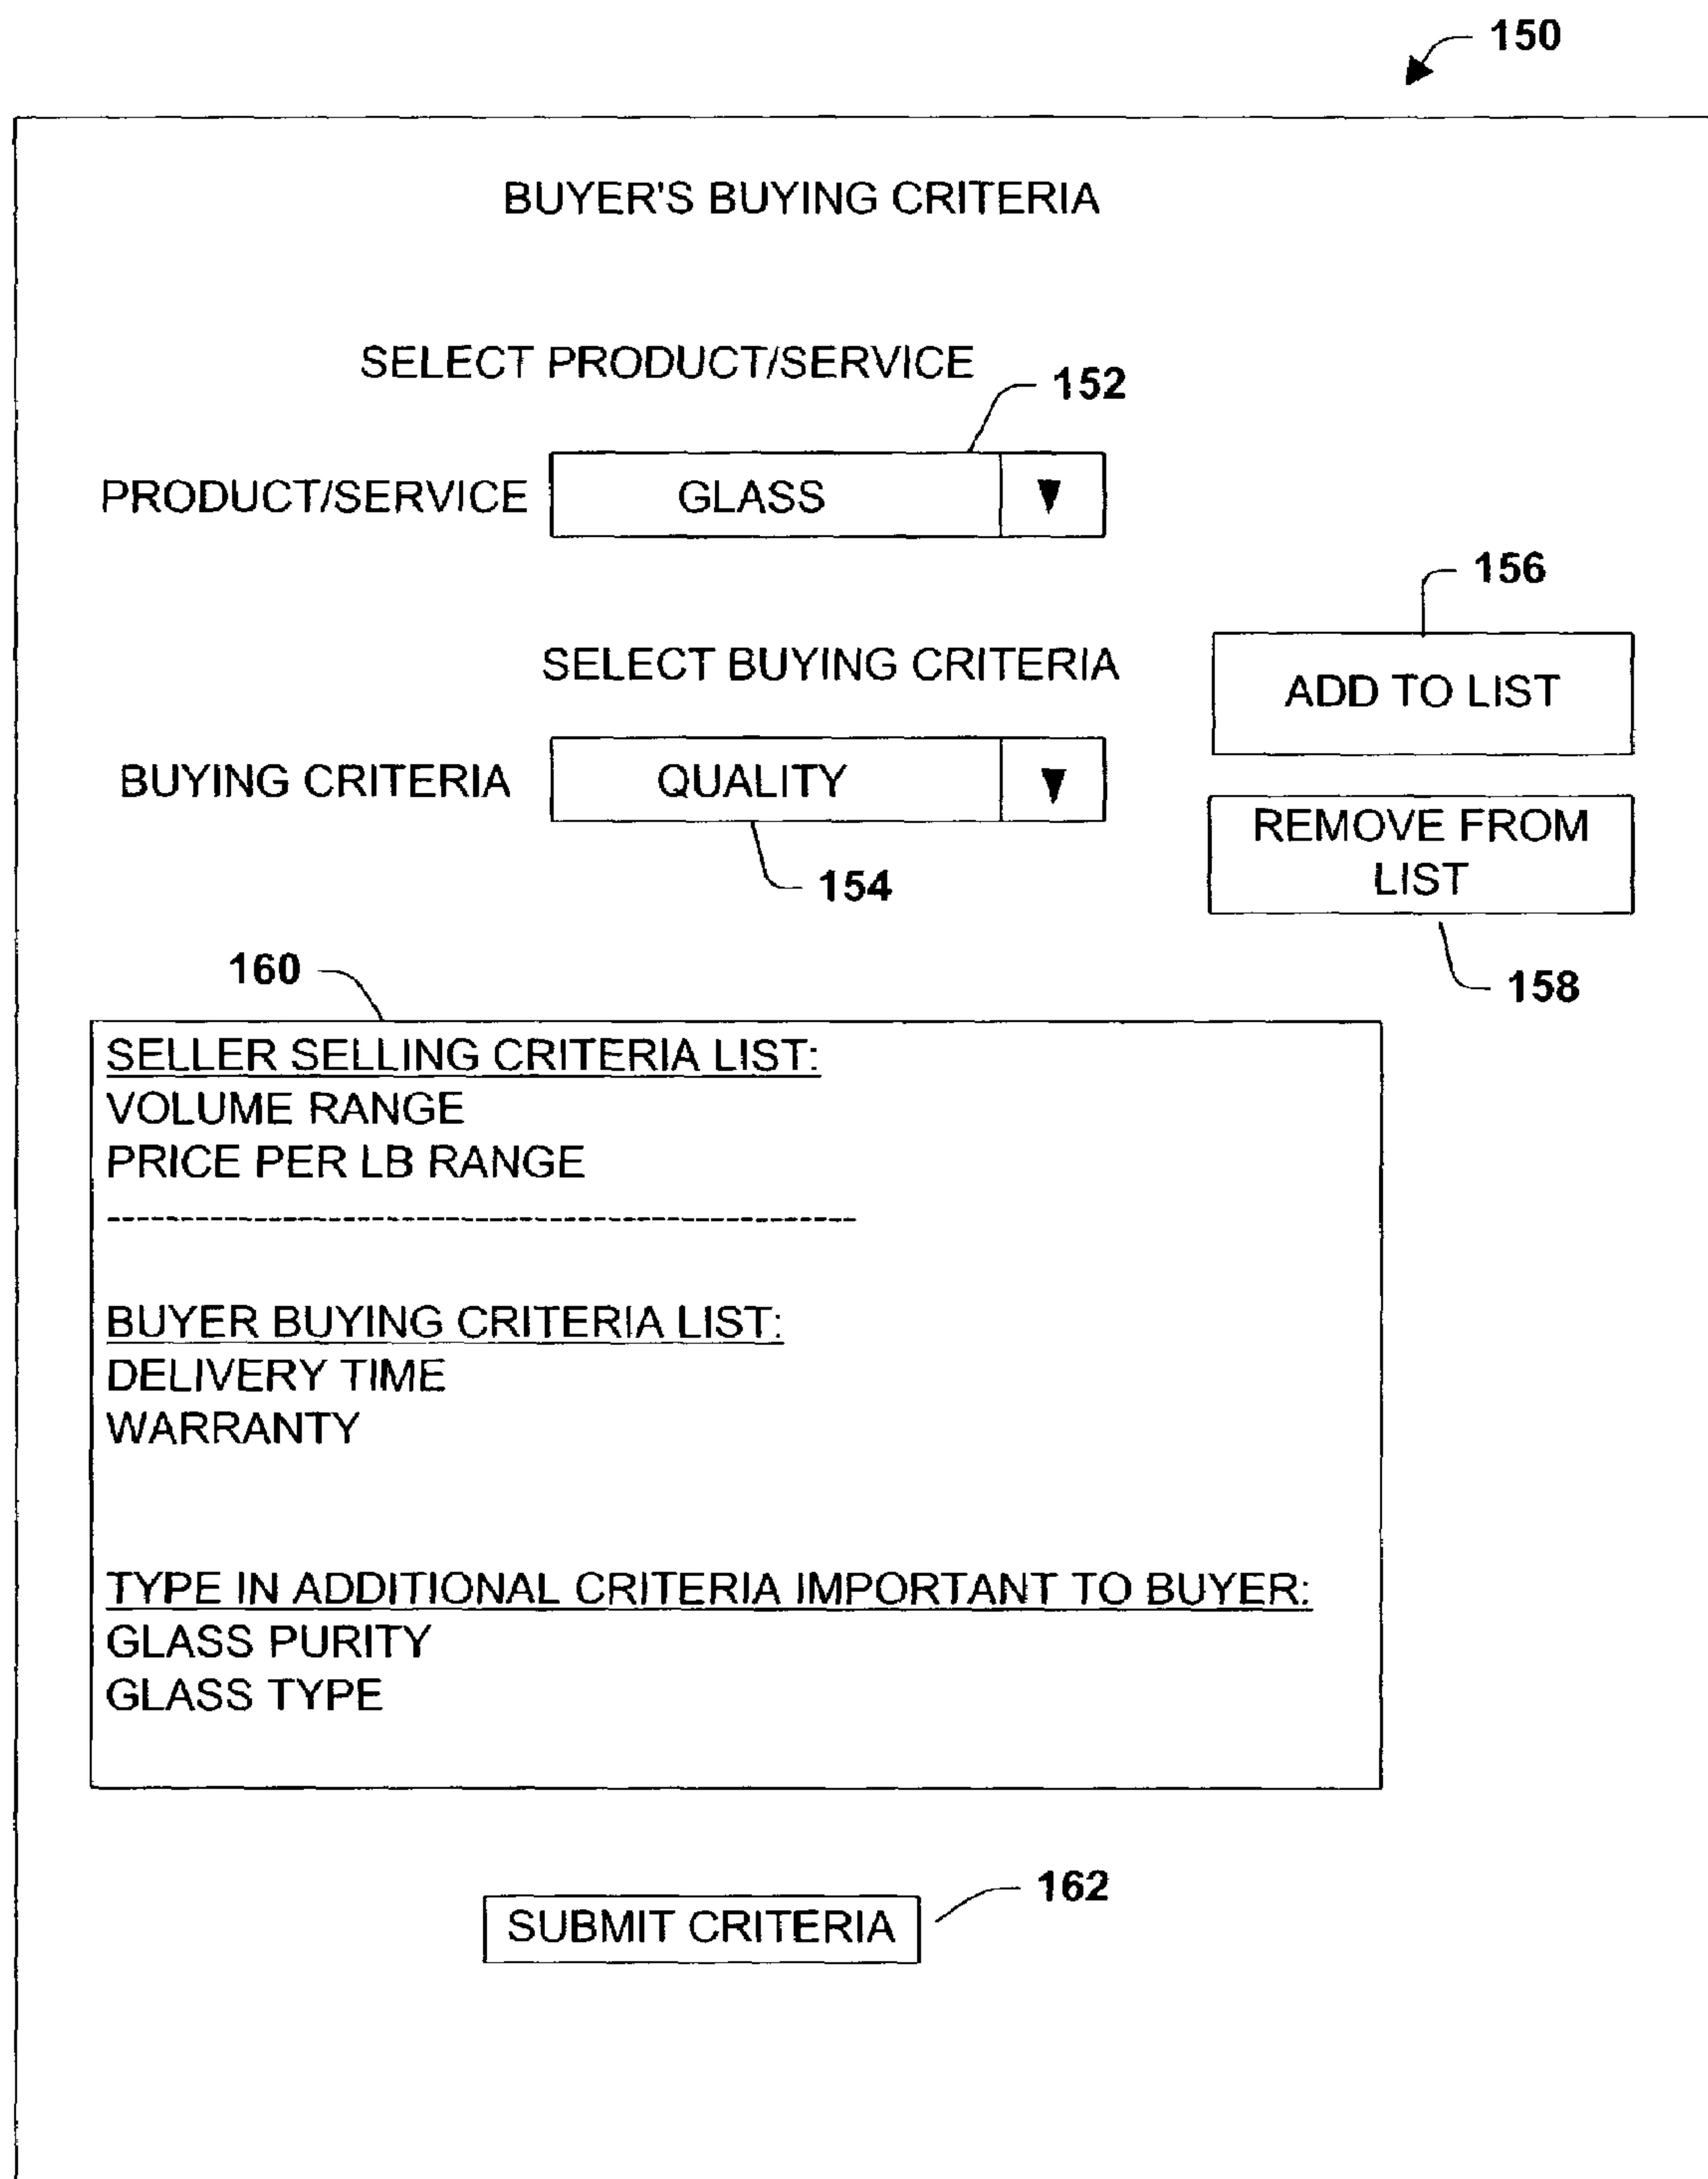 150
BUYER'S BUYING CRITERIA
SELECT PRODUCT/SERVICE
152
PRODUCT/SERVICE GLASS
156
SELECT BUYING CRITERIA
ADD TO LIST
BUYING CRITERIA QUALITY
154
REMOVE FROM
LIST
158
160
SELLER SELLING CRITERIA LIST:
VOLUME RANGE
PRICE PER LB RANGE
---------------------------------------------------
BUYER BUYING CRITERIA LIST:
DELIVERY TIME
WARRANTY
TYPE IN ADDITIONAL CRITERIA IMPORTANT TO BUYER:
GLASS PURITY
GLASS TYPE
162
SUBMIT CRITERIA